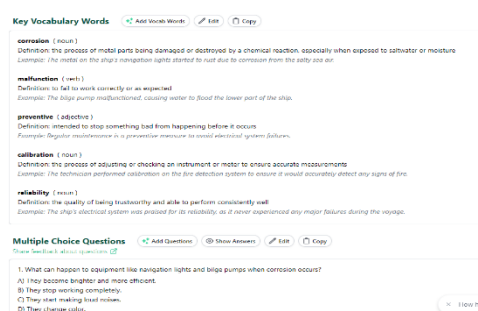 Key Vocabulary Words Add Vocab Words Edit Copy
corrosion ( noun )
Definition: the process of metal parts being damaged or destroyed by a chemical reaction, especially when exposed to saltwater or moisture
Example: The metal on the ship's navigation lights started to rust due to corrosion from the salty sea air.
malfunction ( verb )
Definition: to fail to work correctly or as expected
Example: The bilge pump malfunctioned, causing water to flood the lower part of the ship.
preventive ( adjective )
Definition: intended to stop something bad from happening before it occurs
Example: Regular maintenance is a preventive measure to avoid electrical system failures.
calibration ( noun )
Definition: the process of adjusting or checking an instrument or meter to ensure accurate measurements
Example: The technician performed calibration on the fire detection system to ensure it would accurately detect any signs of fire.
reliability ( noun )
Definition: the quality of being trustworthy and able to perform consistently well
Example: The ship's electrical system was praised for its reliability, as it never experienced any major failures during the voyage.
Multiple Choice Questions Add Questions Show Answers Edit Copy
Share feedback about questions
1. What can happen to equipment like navigation lights and bilge pumps when corrosion occurs?
A) They become brighter and more efficient.
B) They stop working completely.
C) They start making loud noises.
D) They change color.
How